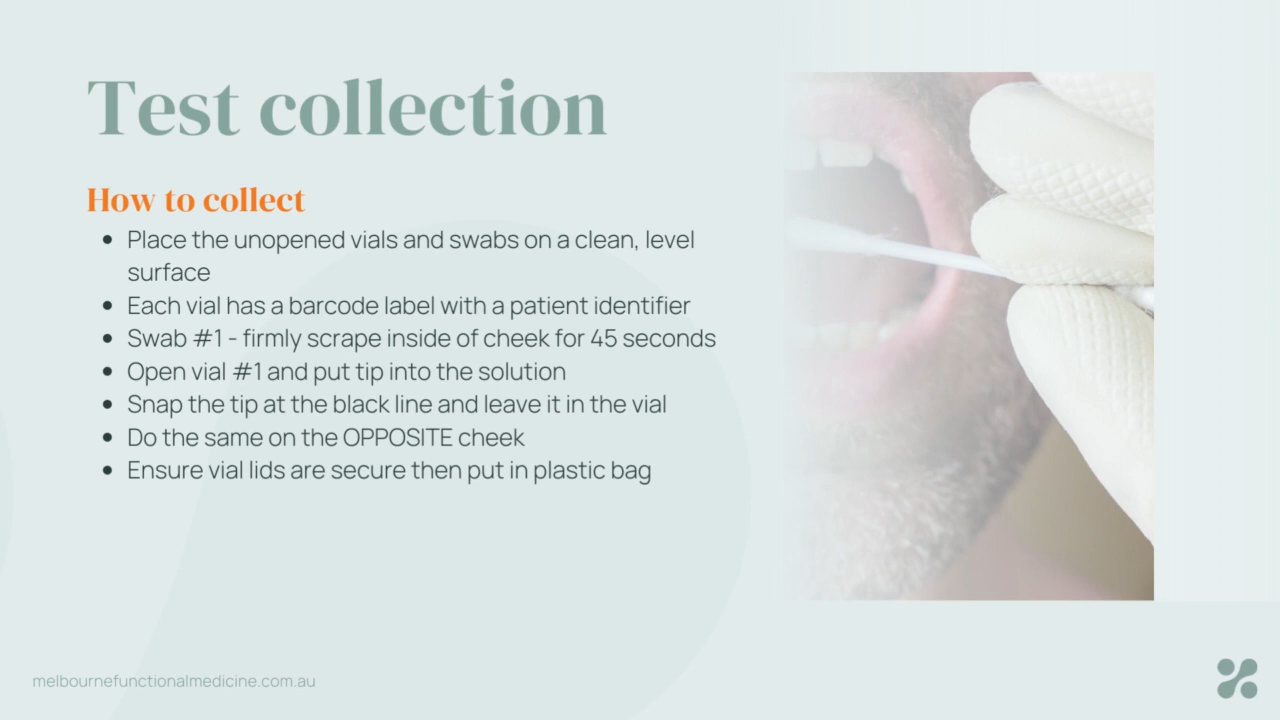 Test collection
How to collect
• Place the unopened vials and swabs on a clean, level
surface
• Each vial has a barcode label with a patient identifier
• Swab #1 - firmly scrape inside of cheek for 45 seconds
• Open vial #1 and put tip into the solution
• Snap the tip at the black line and leave it in the vial
• Do the same on the OPPOSITE cheek
• Ensure vial lids are secure then put in plastic bag
melbournefunctionalmedicine.com.au